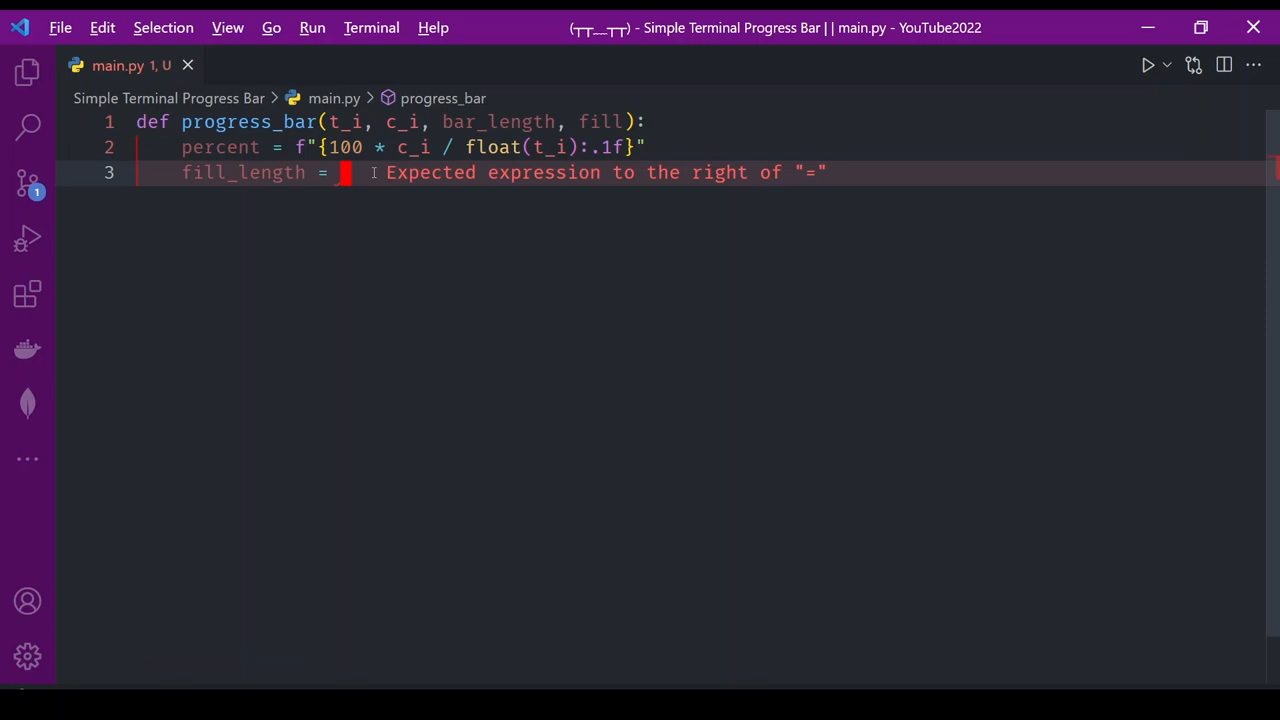 File Edit Selection View Go Run Terminal Help (┬┬﹏┬┬) - Simple Terminal Progress Bar | | main.py - YouTube2022
main.py 1, U
Simple Terminal Progress Bar > main.py > progress_bar
1 def progress_bar(t_i, c_i, bar_length, fill):
2 percent = f"{100 * c_i / float(t_i):.1f}"
3 fill_length = Expected expression to the right of "="
1